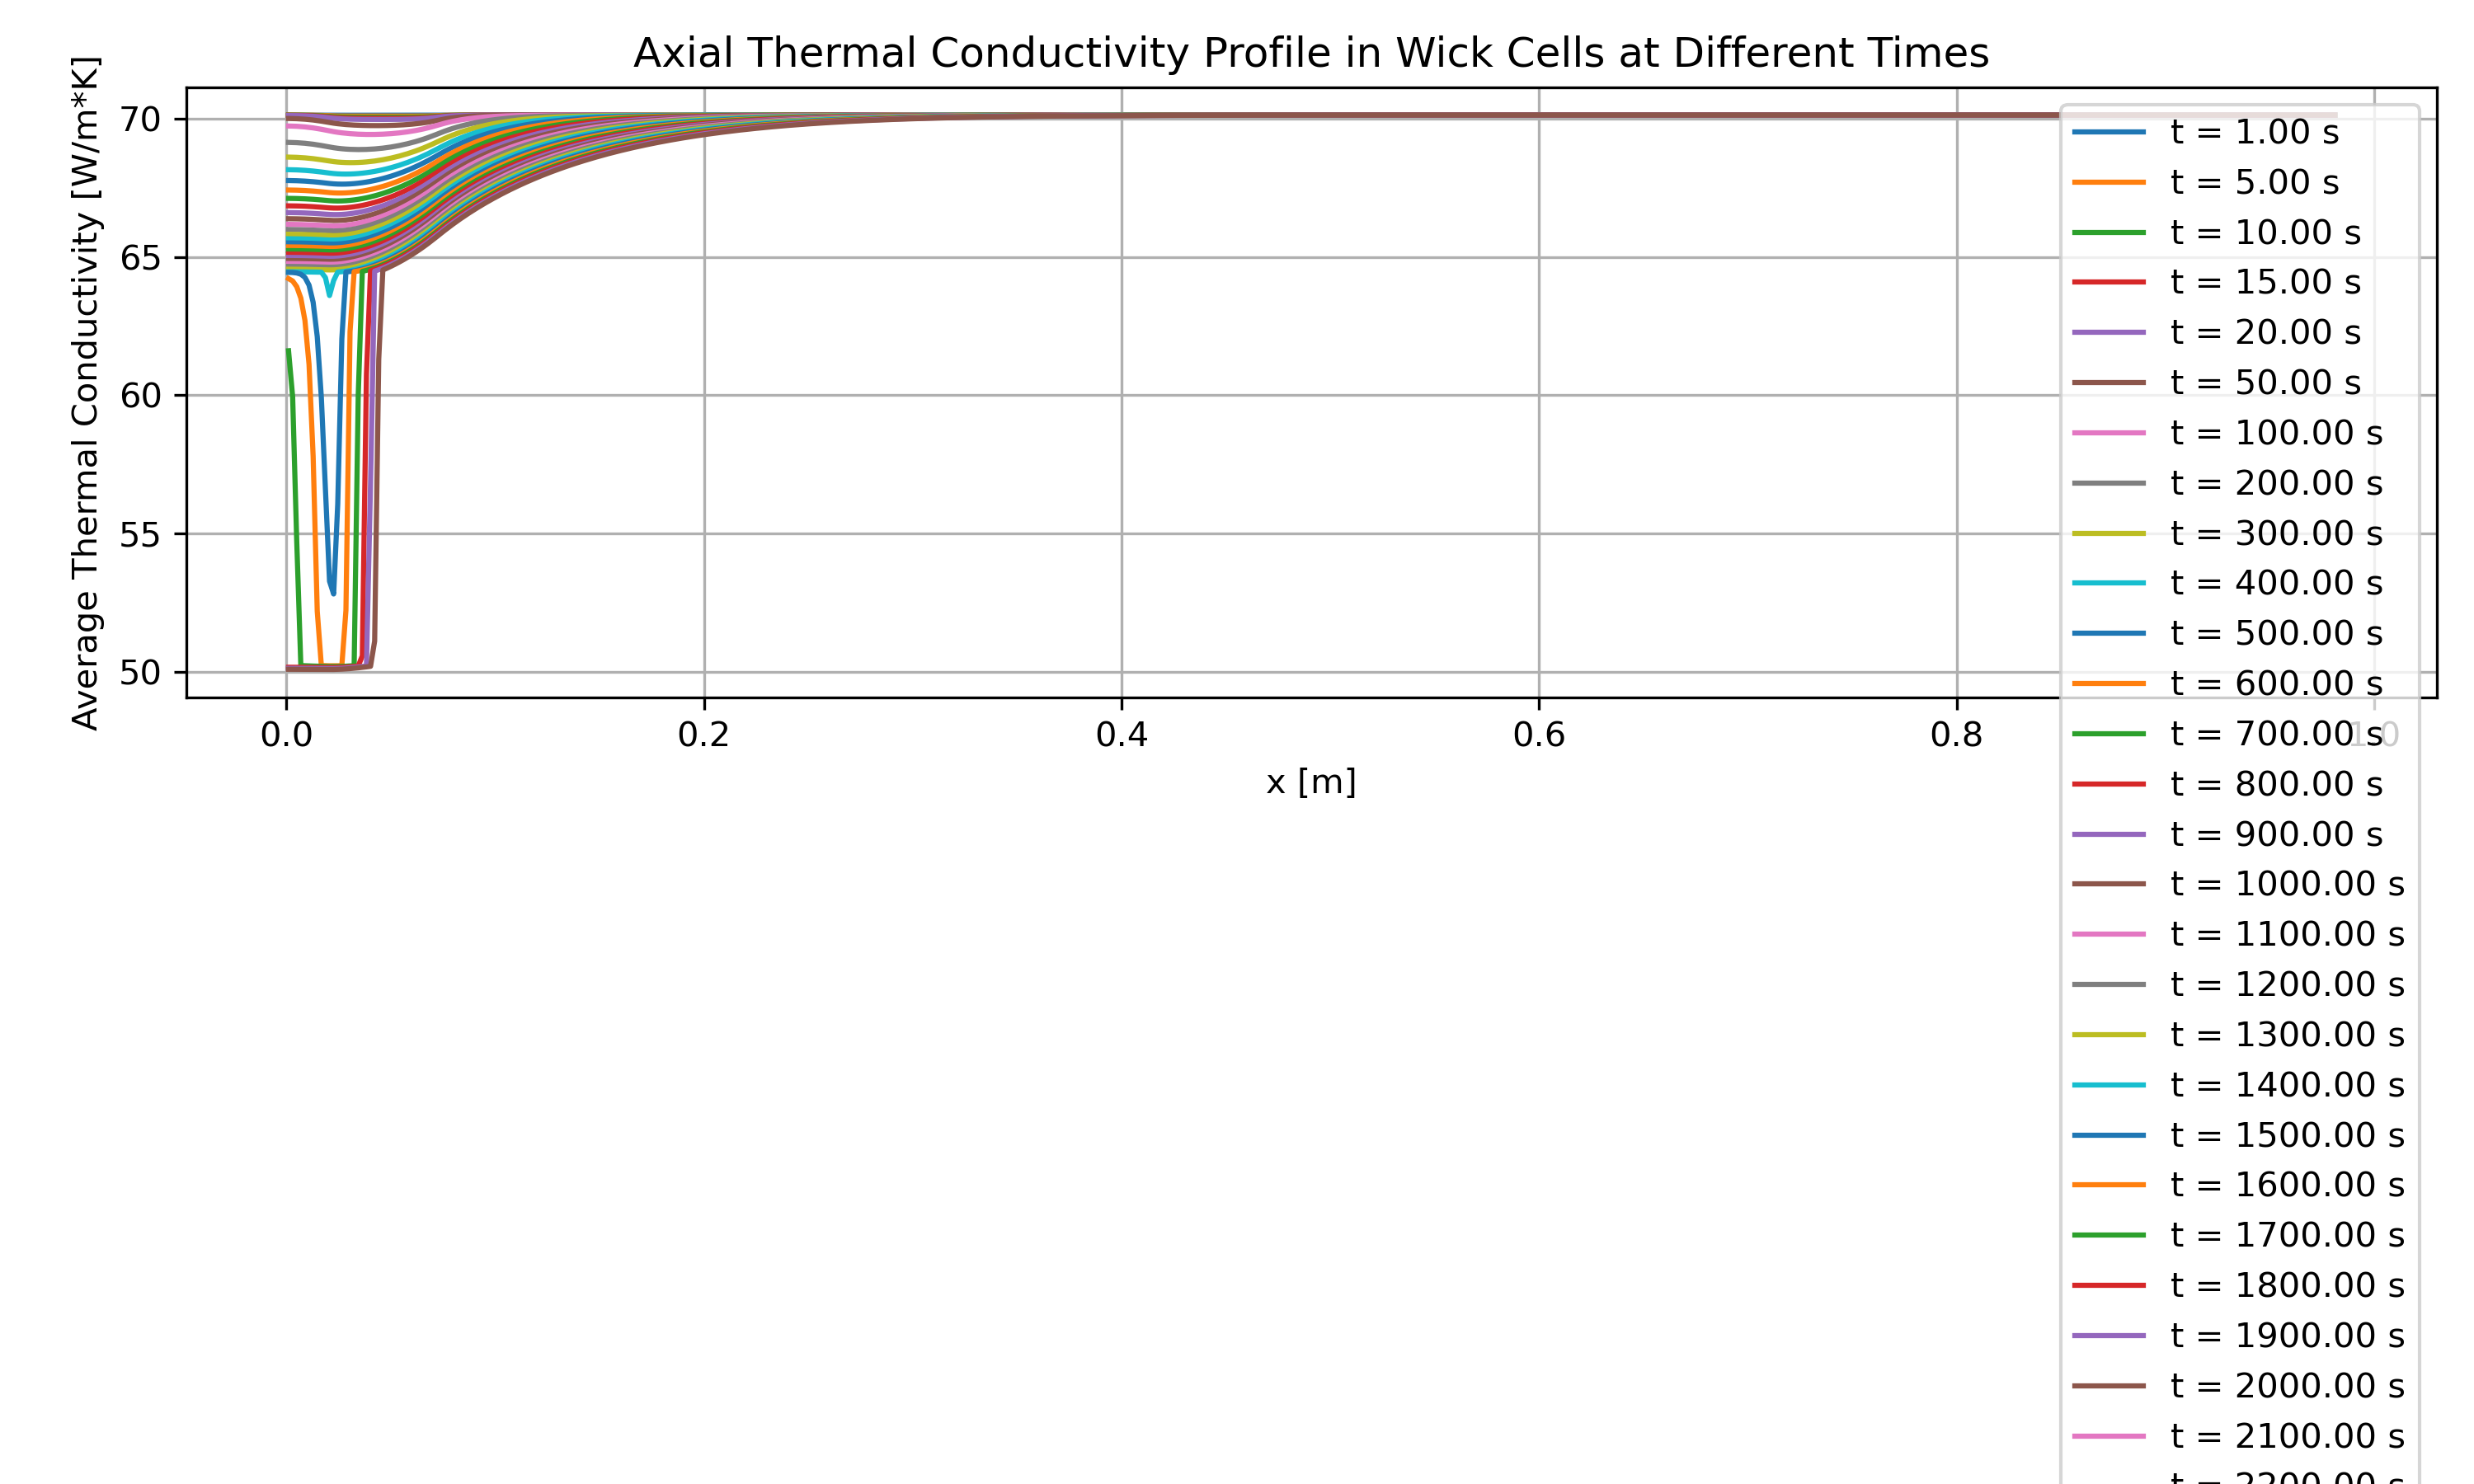 Axial Thermal Conductivity Profile in Wick Cells at Different Times
Average Thermal Conductivity [W/m*K]
70
65
60
55
50
0.0
0.2
0.4
0.6
0.8
1.0
x [m]
t = 1.00 s
t = 5.00 s
t = 10.00 s
t = 15.00 s
t = 20.00 s
t = 50.00 s
t = 100.00 s
t = 200.00 s
t = 300.00 s
t = 400.00 s
t = 500.00 s
t = 600.00 s
t = 700.00 s
t = 800.00 s
t = 900.00 s
t = 1000.00 s
t = 1100.00 s
t = 1200.00 s
t = 1300.00 s
t = 1400.00 s
t = 1500.00 s
t = 1600.00 s
t = 1700.00 s
t = 1800.00 s
t = 1900.00 s
t = 2000.00 s
t = 2100.00 s
t = 2200.00 s